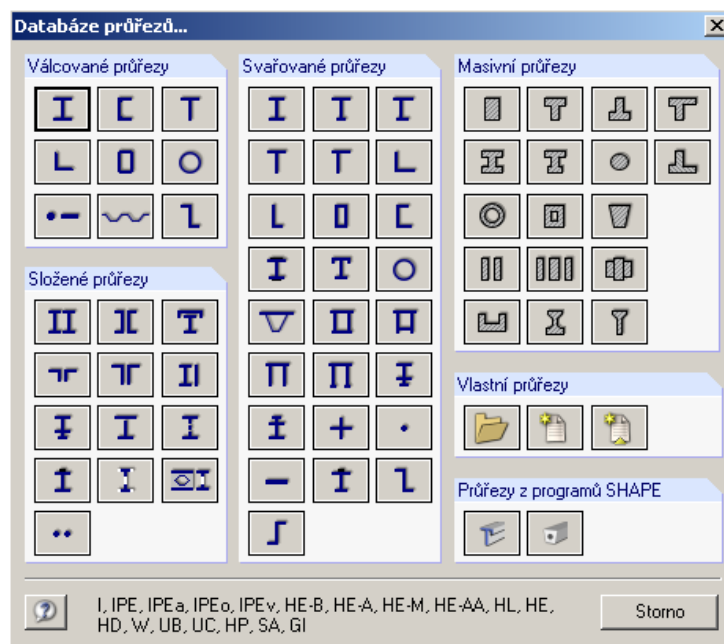 Databáze průřezů...
Válcované průřezy
Svařované průřezy
Masivní průřezy
Složené průřezy
Vlastní průřezy
Průřezy z programů SHAPE
I, IPE, IPEa, IPEo, IPEv, HE-B, HE-A, HE-M, HE-AA, HL, HE,
HD, W, UB, UC, HP, SA, GI
Storno